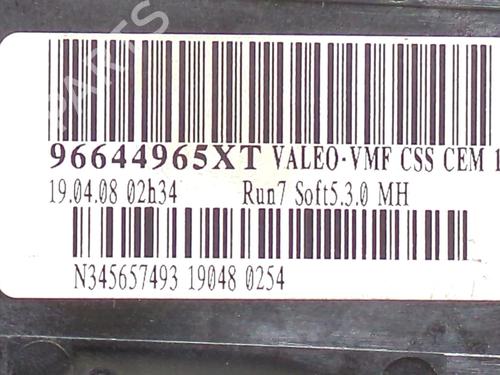 96644965XT VALEO-VMF CSS CEM 1
19.04.08 02h34 Run7 Soft5.3.0 MH
N345657493 19048 0254